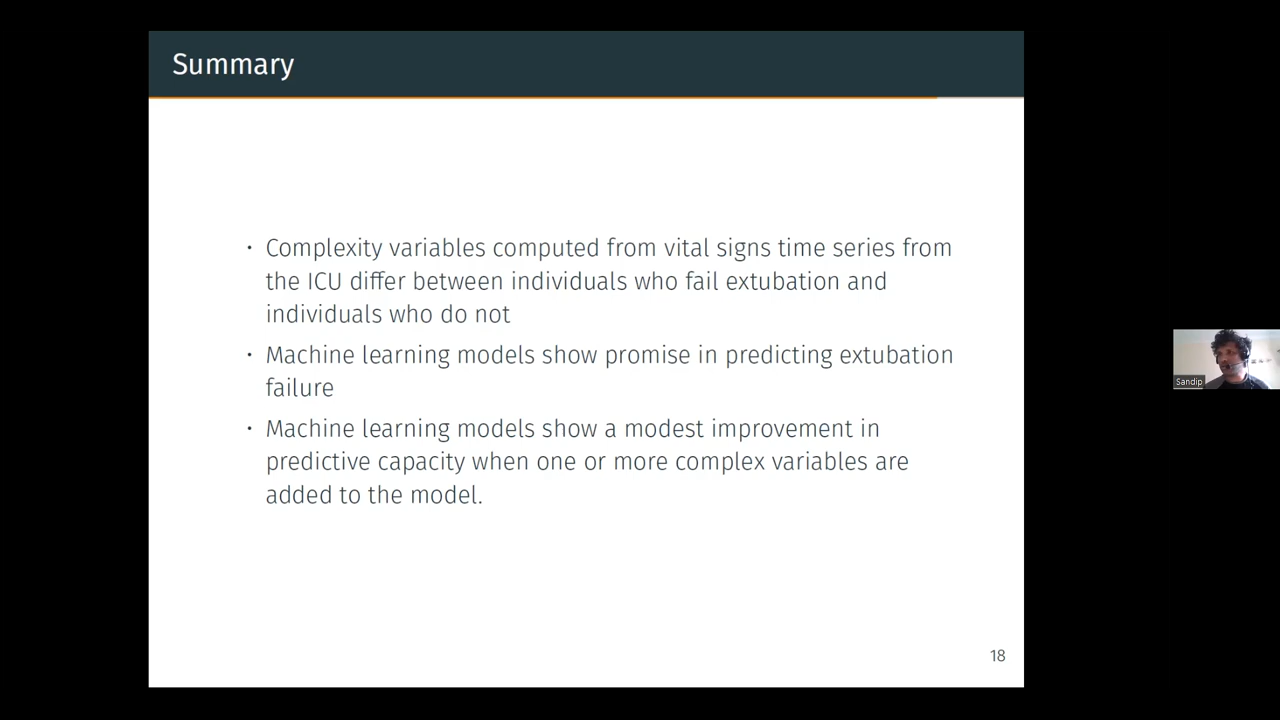 Summary
· Complexity variables computed from vital signs time series from
the ICU differ between individuals who fail extubation and
individuals who do not
· Machine learning models show promise in predicting extubation
failure
· Machine learning models show a modest improvement in
predictive capacity when one or more complex variables are
added to the model.
18
Sandip